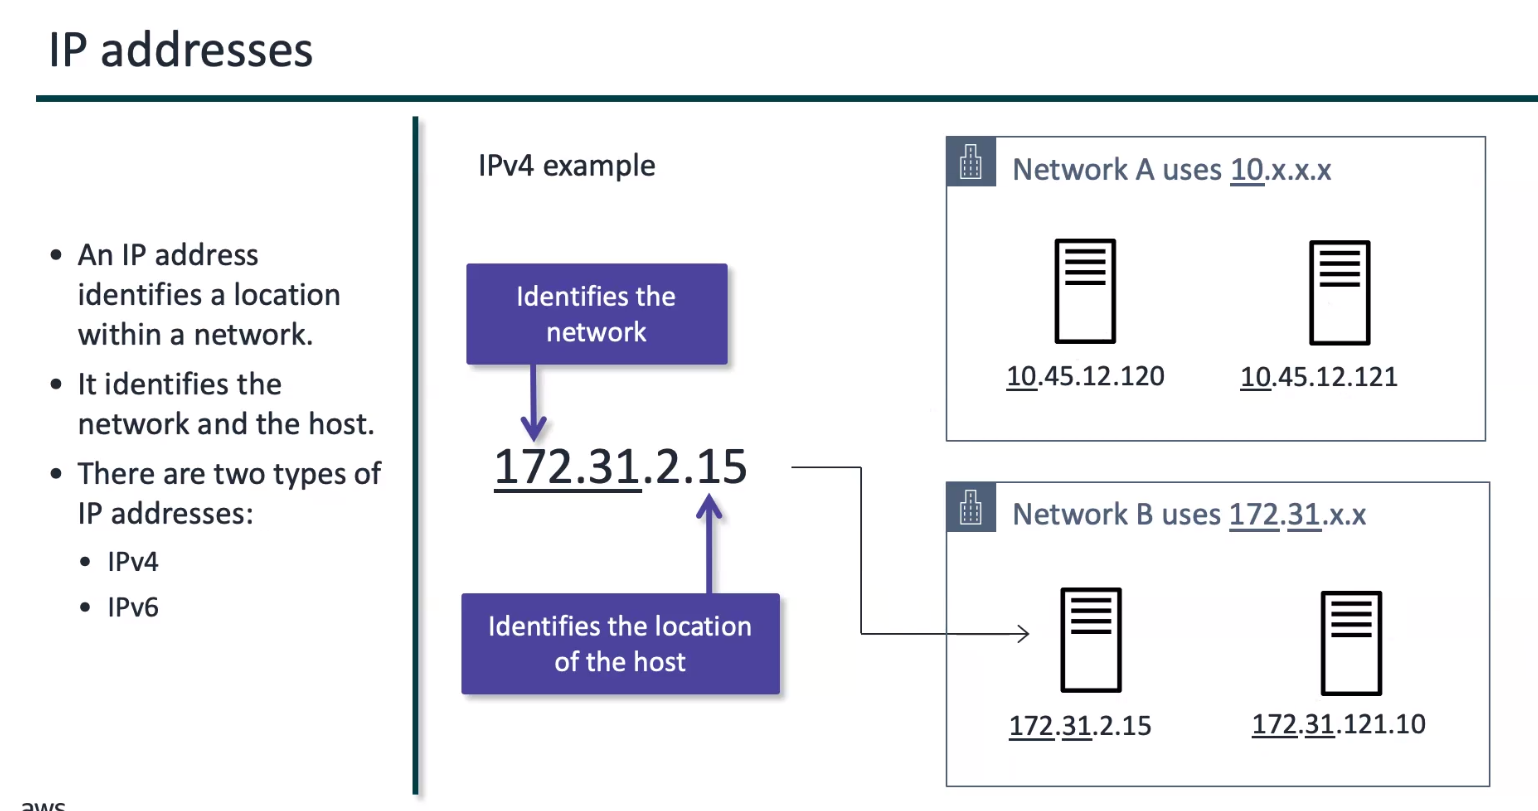 IP addresses
• An IP address
identifies a location
within a network.
• It identifies the
network and the host.
• There are two types of
IP addresses:
• IPv4
• IPv6
IPv4 example
Identifies the
network
172.31.2.15
Identifies the location
of the host
Network A uses 10.x.x.x
10.45.12.120
10.45.12.121
Network B uses 172.31.x.x
172.31.2.15
172.31.121.10
aws